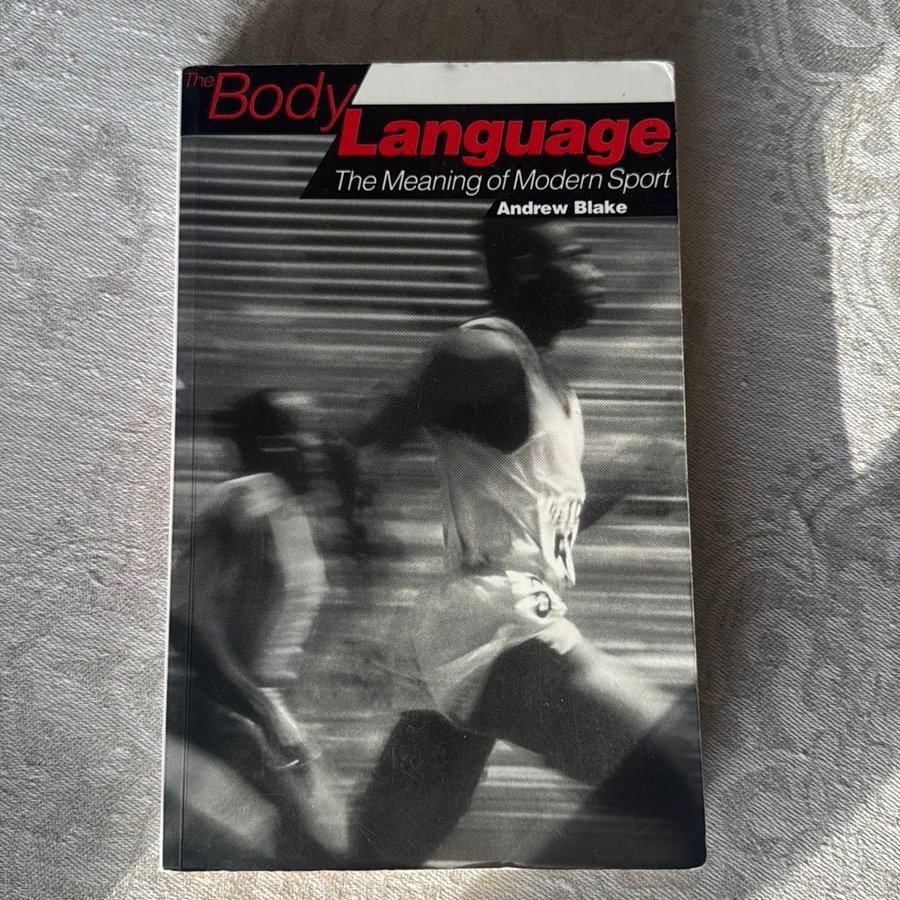 The Body
Language
The Meaning of Modern Sport
Andrew Blake